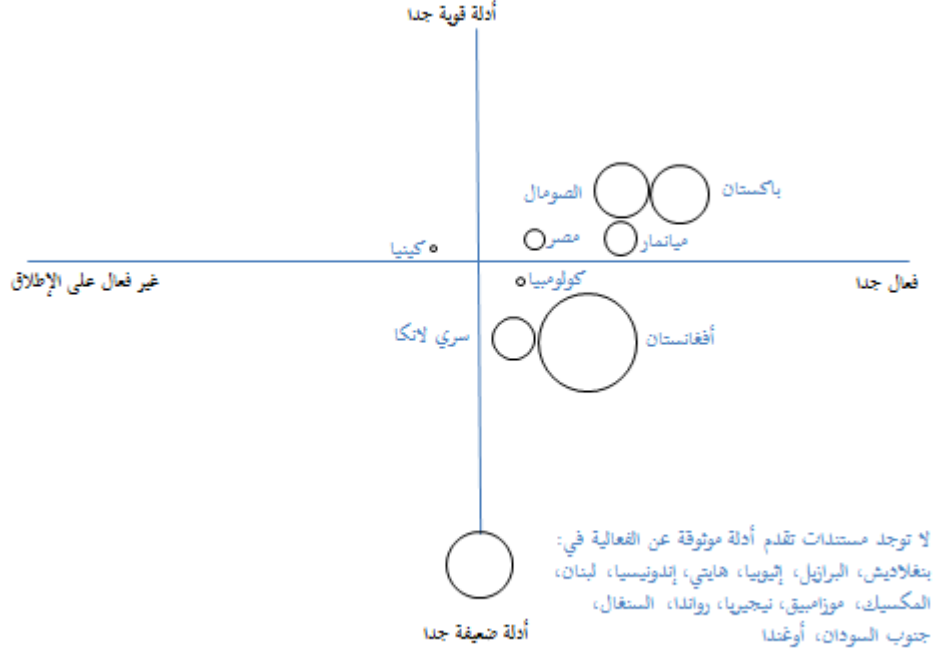 أدلة قوية جدا
باكستان
الصومال
ميانمار
مصر
كينيا
فعال جدا
كولومبيا
غير فعال على الإطلاق
أفغانستان
سري لانكا
لا توجد مستندات تقدم أدلة موثوقة عن الفعالية في:
بنغلاديش، البرازيل، إثيوبيا، هايتي، إندونيسيا، لبنان،
المكسيك، موزامبيق، نيجيريا، رواندا، السنغال،
جنوب السودان، أوغندا
أدلة ضعيفة جدا